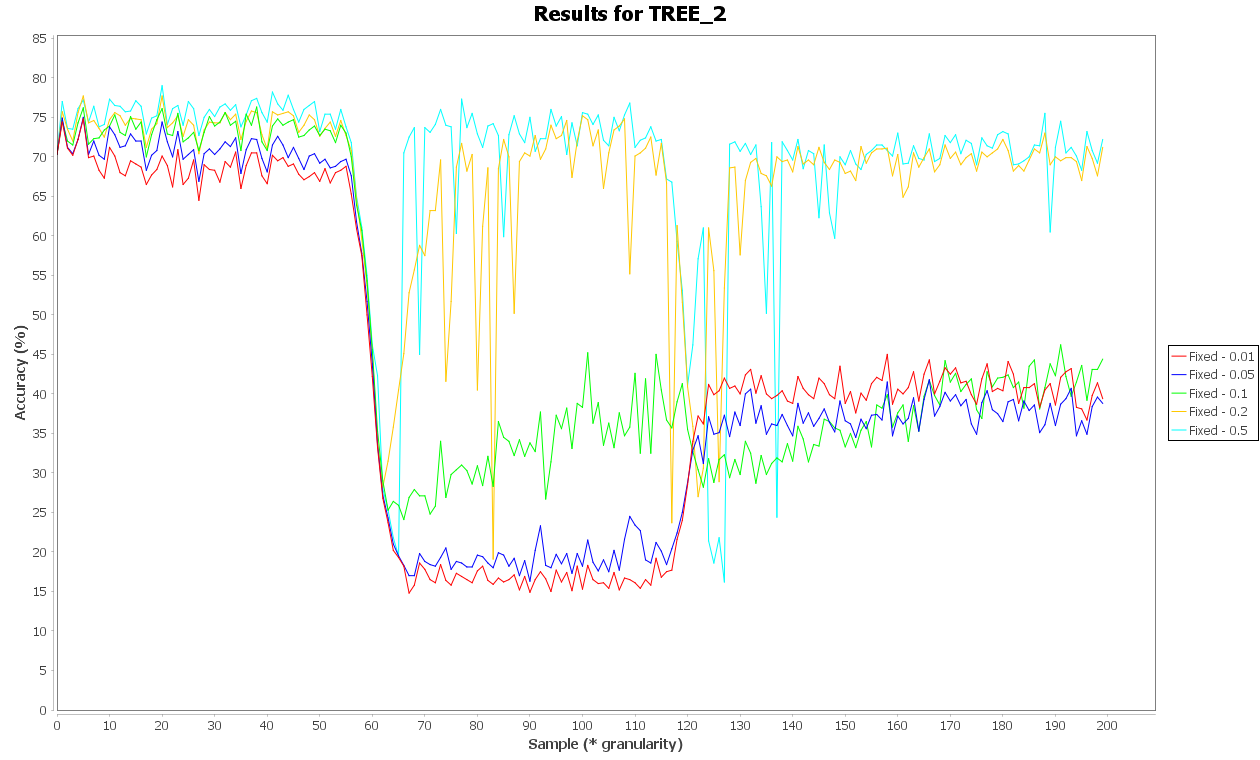 Results for TREE_2
Accuracy (%)
85
80
75
70
65
60
55
50
45
40
35
30
25
20
15
10
5
0
0 10 20 30 40 50 60 70 80 90 100 110 120 130 140 150 160 170 180 190 200
Sample (* granularity)
Fixed - 0.01
Fixed - 0.05
Fixed - 0.1
Fixed - 0.2
Fixed - 0.5